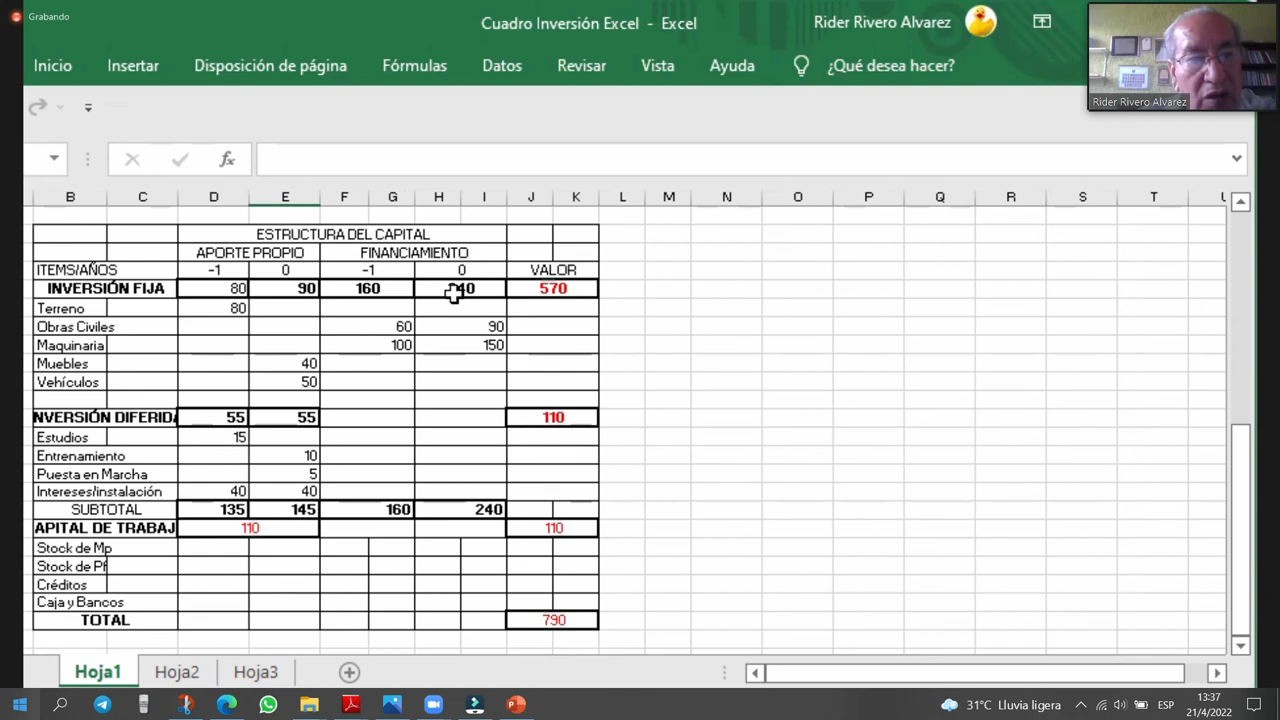 Grabando
Cuadro Inversión Excel - Excel
Rider Rivero Alvarez
Inicio Insertar Disposición de página Fórmulas Datos Revisar Vista Ayuda ¿Qué desea hacer?
Rider Rivero Alvarez
fx
B C D E F G H I J K L M N O P Q R S T U
ESTRUCTURA DEL CAPITAL
APORTE PROPIO FINANCIAMIENTO
ITEMS/AÑOS -1 0 -1 0 VALOR
INVERSIÓN FIJA 80 90 160 40 570
Terreno 80
Obras Civiles 60 90
Maquinaria 100 150
Muebles 40
Vehículos 50
NVERSIÓN DIFERIDA 55 55 110
Estudios 15
Entrenamiento 10
Puesta en Marcha 5
Intereses/instalación 40 40
SUBTOTAL 135 145 160 240
APITAL DE TRABAJ 110 110
Stock de Mp
Stock de Pf
Créditos
Caja y Bancos
TOTAL 790
Hoja1 Hoja2 Hoja3
31°C Lluvia ligera ESP 13:37
21/4/2022